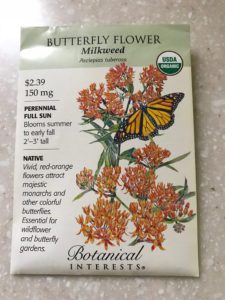 BUTTERFLY FLOWER
Milkweed
Asclepias tuberosa
USDA
ORGANIC
$2.39
150 mg
PERENNIAL
FULL SUN
Blooms summer
to early fall
2'–3' tall
NATIVE
Vivid, red-orange
flowers attract
majestic
monarchs and
other colorful
butterflies.
Essential for
wildflower
and butterfly
gardens.
Botanical
INTERESTS®